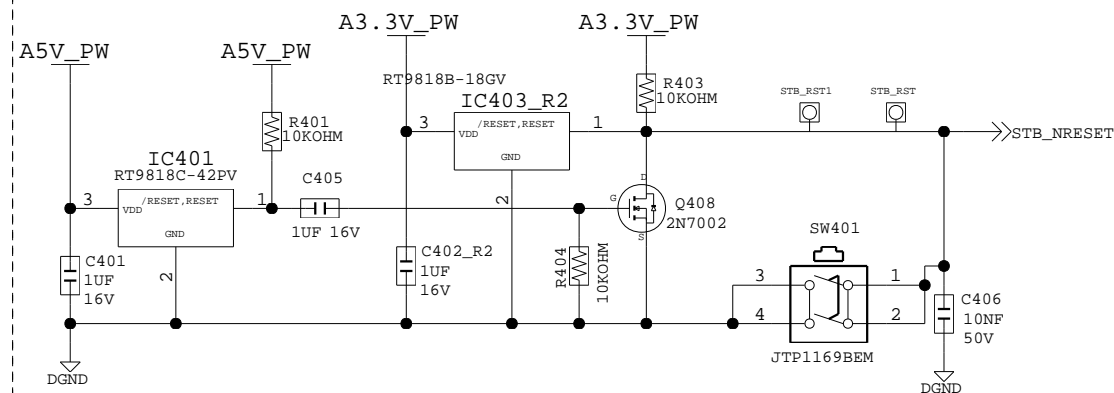 A3.3V_PW
A3.3V_PW
A5V_PW
A5V_PW
RT9818B-18GV
R403
10KOHM
STB_RST1
STB_RST
IC403_R2
R401
10KOHM
3
/RESET,RESET
1
VDD
GND
STB_NRESET
IC401
RT9818C-42PV
C405
2
3
/RESET,RESET
1
VDD
GND
1UF 16V
D
G
S
Q408
2N7002
SW401
C401
1UF
16V
2
C402_R2
1UF
16V
R404
10KOHM
3
1
4
2
C406
10NF
50V
JTP1169BEM
DGND
DGND